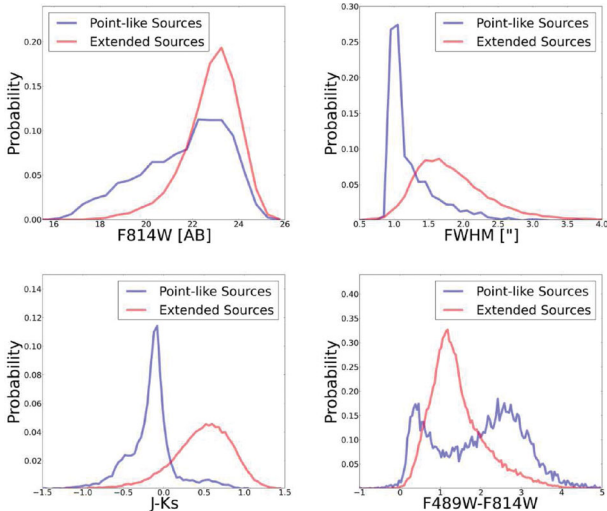 Point-like Sources
Extended Sources
0.20
0.15
0.10
0.05
0.00
Probability
16 18 20 22 24 26
F814W [AB]
Point-like Sources
Extended Sources
0.30
0.25
0.20
0.15
0.10
0.05
Probability
0.5 1.0 1.5 2.0 2.5 3.0 3.5 4.0
FWHM ["]
Point-like Sources
Extended Sources
0.14
0.12
0.10
0.08
0.06
0.04
0.02
Probability
−1.5 −1.0 −0.5 0.0 0.5 1.0 1.5
J-Ks
Point-like Sources
Extended Sources
0.40
0.35
0.30
0.25
0.20
0.15
0.10
0.05
Probability
−1 0 1 2 3 4 5
F489W-F814W